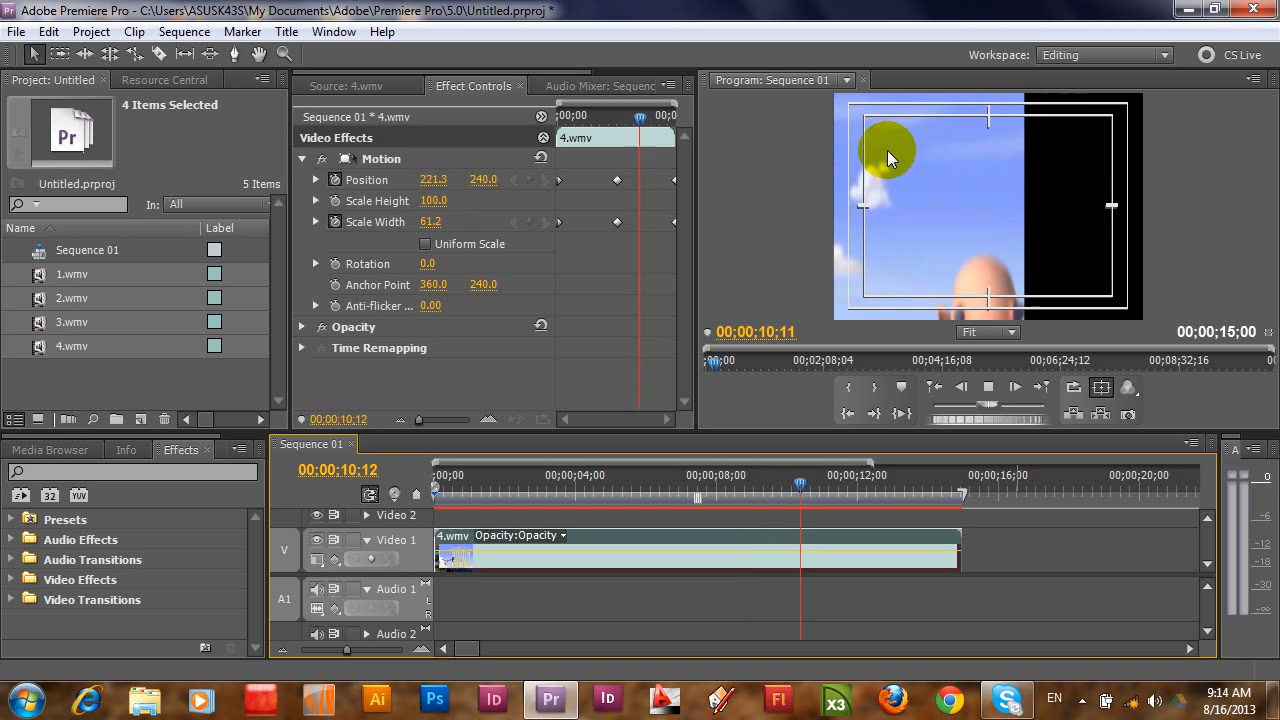 Adobe Premiere Pro - C:\Users\ASUSK43S\My Documents\Adobe\Premiere Pro\5.0\Untitled.prproj *
File Edit Project Clip Sequence Marker Title Window Help
Workspace: Editing CS Live
Project: Untitled Resource Central
4 Items Selected
Pr
Untitled.prproj 5 Items
In: All
Name Label
Sequence 01
1.wmv
2.wmv
3.wmv
4.wmv
Source: 4.wmv Effect Controls Audio Mixer: Sequenc
Sequence 01 * 4.wmv
;00;00 00;0
Video Effects
4.wmv
Motion
Position 221.3 240.0
Scale Height 100.0
Scale Width 61.2
Uniform Scale
Rotation 0.0
Anchor Point 360.0 240.0
Anti-flicker ... 0.00
Opacity
Time Remapping
00:00:10:12
Program: Sequence 01
00;00;10;11 Fit 00;00;15;00
;00;00 00;02;08;04 00;04;16;08 00;06;24;12 00;08;32;16
Media Browser Info Effects
32 YUV
Presets
Audio Effects
Audio Transitions
Video Effects
Video Transitions
Sequence 01
00;00;10;12
;00;00 00;00;04;00 00;00;08;00 00;00;12;00 00;00;16;00 00;00;20;00
Video 2
V Video 1
4.wmv Opacity:Opacity
A1 Audio 1
L
R
Audio 2
A
0
-6
-12
-18
-30
Ai Ps Id Pr Id Fl X3
EN
9:14 AM
8/16/2013